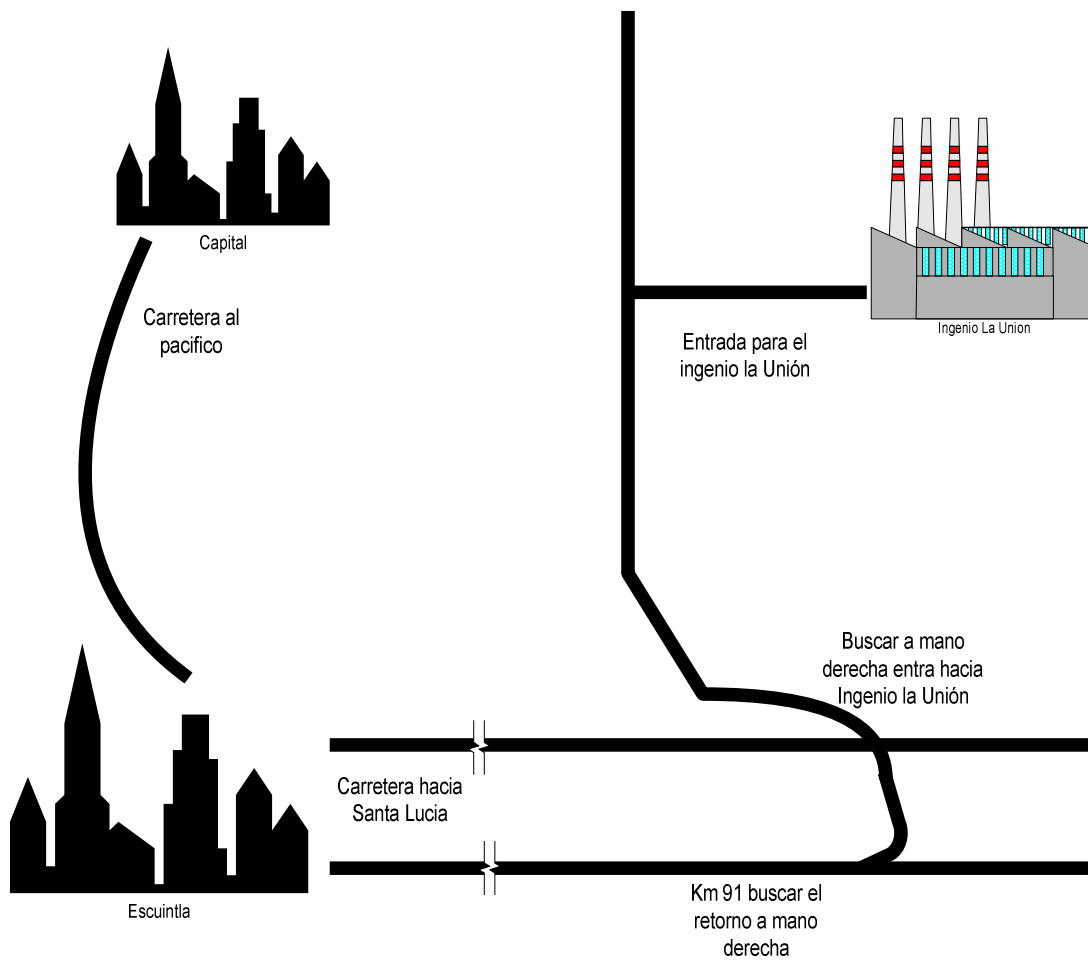 Capital
Carretera al
pacifico
Ingenio La Union
Entrada para el
ingenio la Unión
Buscar a mano
derecha entra hacia
Ingenio la Unión
Carretera hacia
Santa Lucia
Escuintla
Km 91 buscar el
retorno a mano
derecha